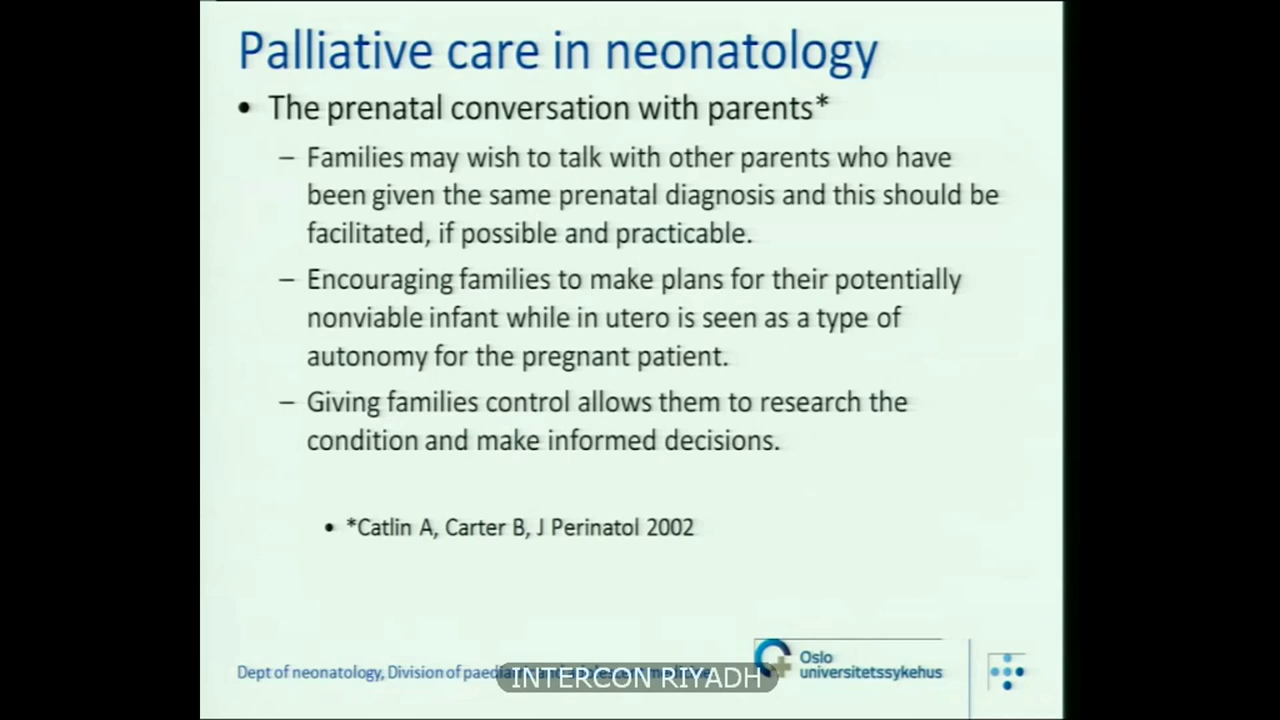 Palliative care in neonatology
• The prenatal conversation with parents*
– Families may wish to talk with other parents who have
been given the same prenatal diagnosis and this should be
facilitated, if possible and practicable.
– Encouraging families to make plans for their potentially
nonviable infant while in utero is seen as a type of
autonomy for the pregnant patient.
– Giving families control allows them to research the
condition and make informed decisions.
• *Catlin A, Carter B, J Perinatol 2002
Dept of neonatology, Division of
INTERCON RIYADH
Oslo
universitetssykehus